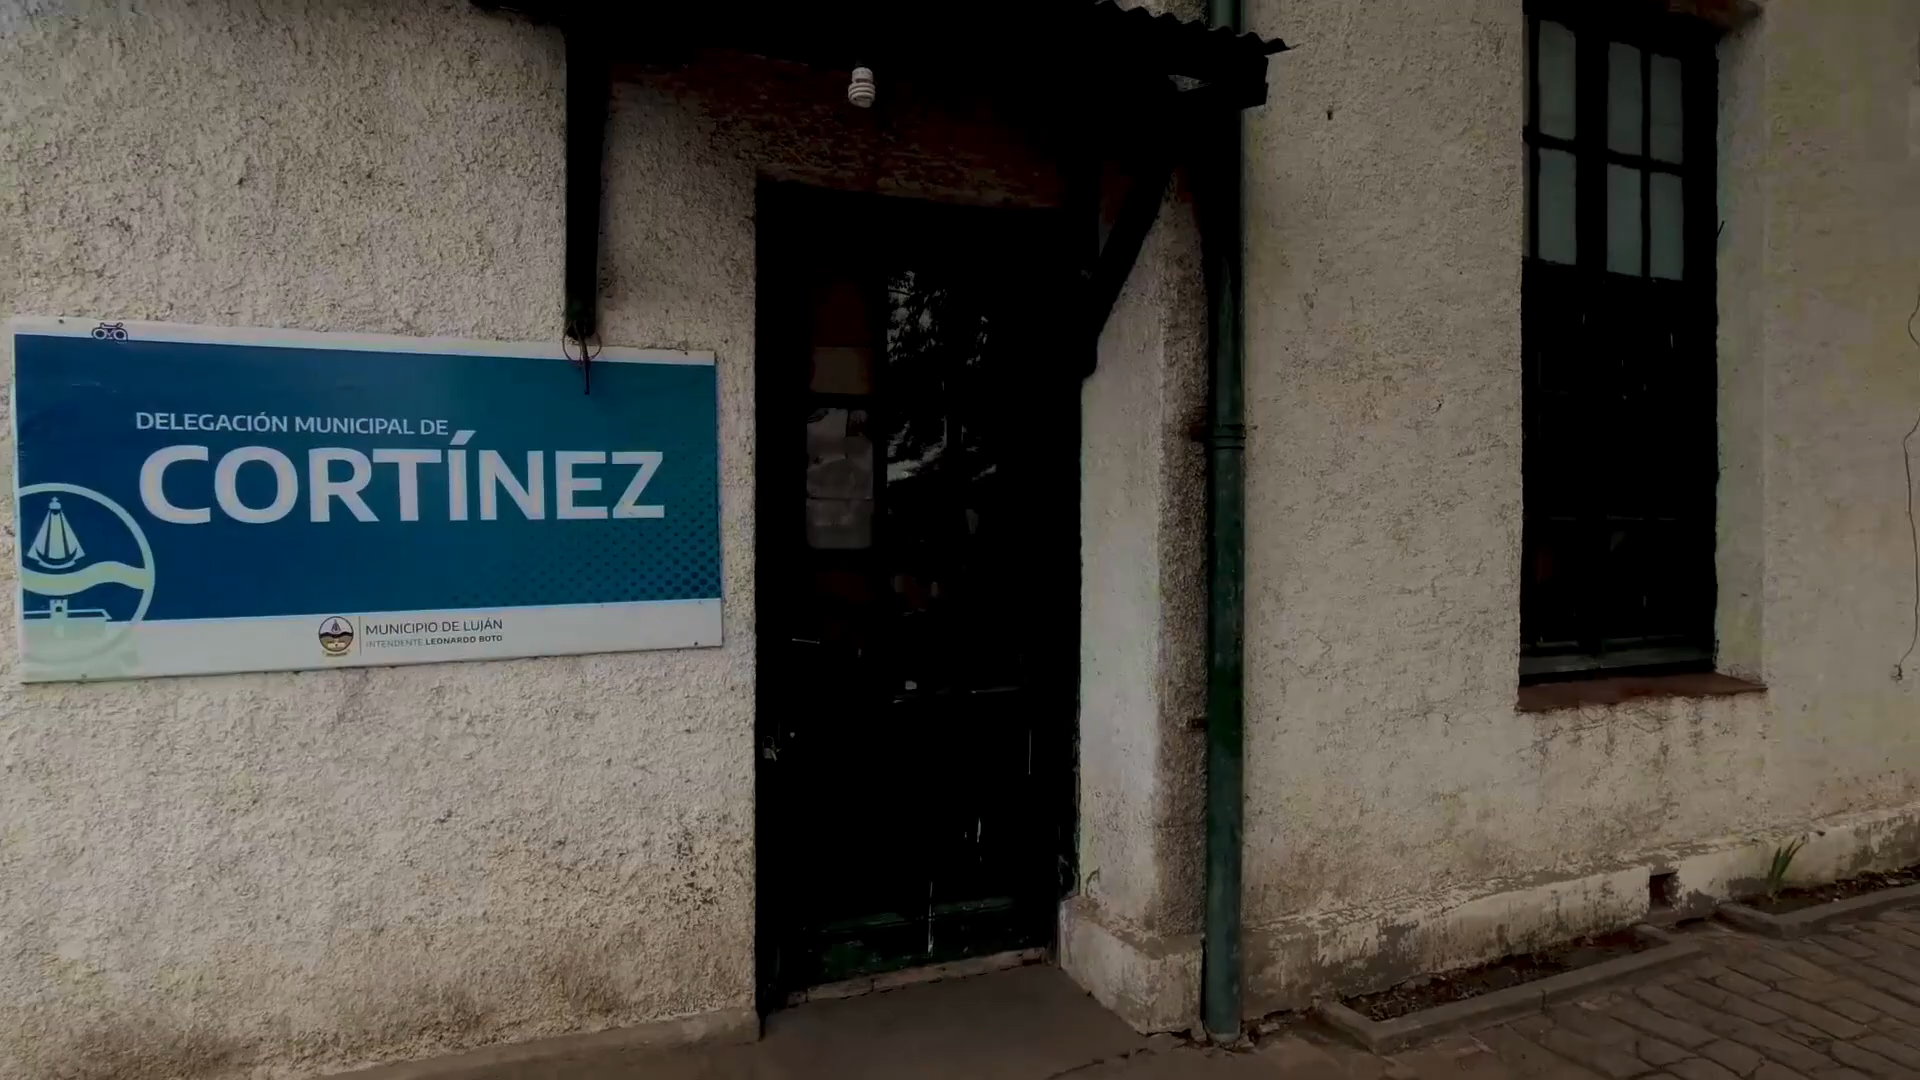 DELEGACIÓN MUNICIPAL DE
CORTÍNEZ
MUNICIPIO DE LUJÁN
INTENDENTE LEONARDO BOTO